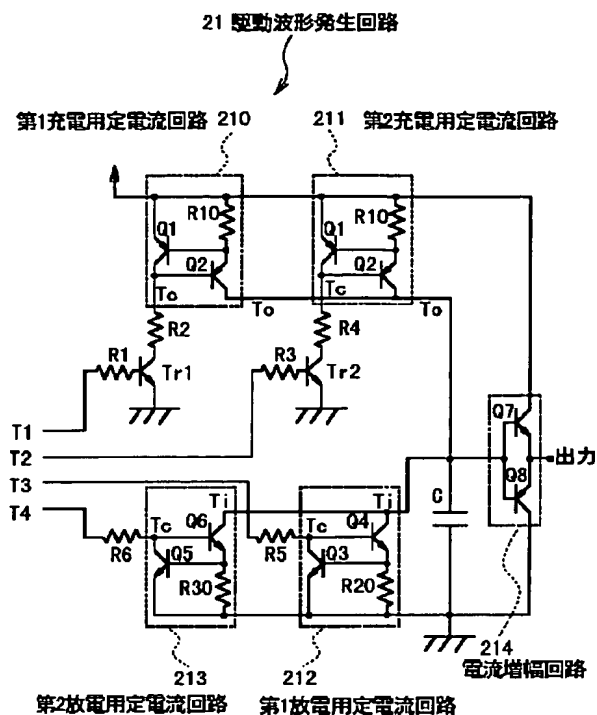 21 駆動波形発生回路
第1充電用定電流回路 210
211 第2充電用定電流回路
R10
R10
Q1
Q1
Q2
Q2
Tc
Tc
To
To
R2
R4
R1
R3
Tr1
Tr2
T1
T2
T3
T4
Q7
Q8
出力
Ti
Ti
C
Tc
Q6
Tc
Q4
R6
Q5
R5
Q3
R30
R20
213
212
214
電流増幅回路
第2放電用定電流回路
第1放電用定電流回路